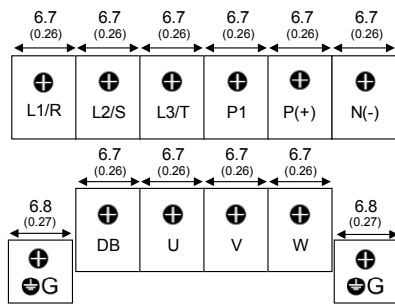 6.7 6.7 6.7 6.7 6.7 6.7
(0.26) (0.26) (0.26) (0.26) (0.26) (0.26)
L1/R L2/S L3/T P1 P(+) N(-)
6.7 6.7 6.7 6.7
(0.26) (0.26) (0.26) (0.26)
6.8 6.8
(0.27) (0.27)
DB U V W
G G